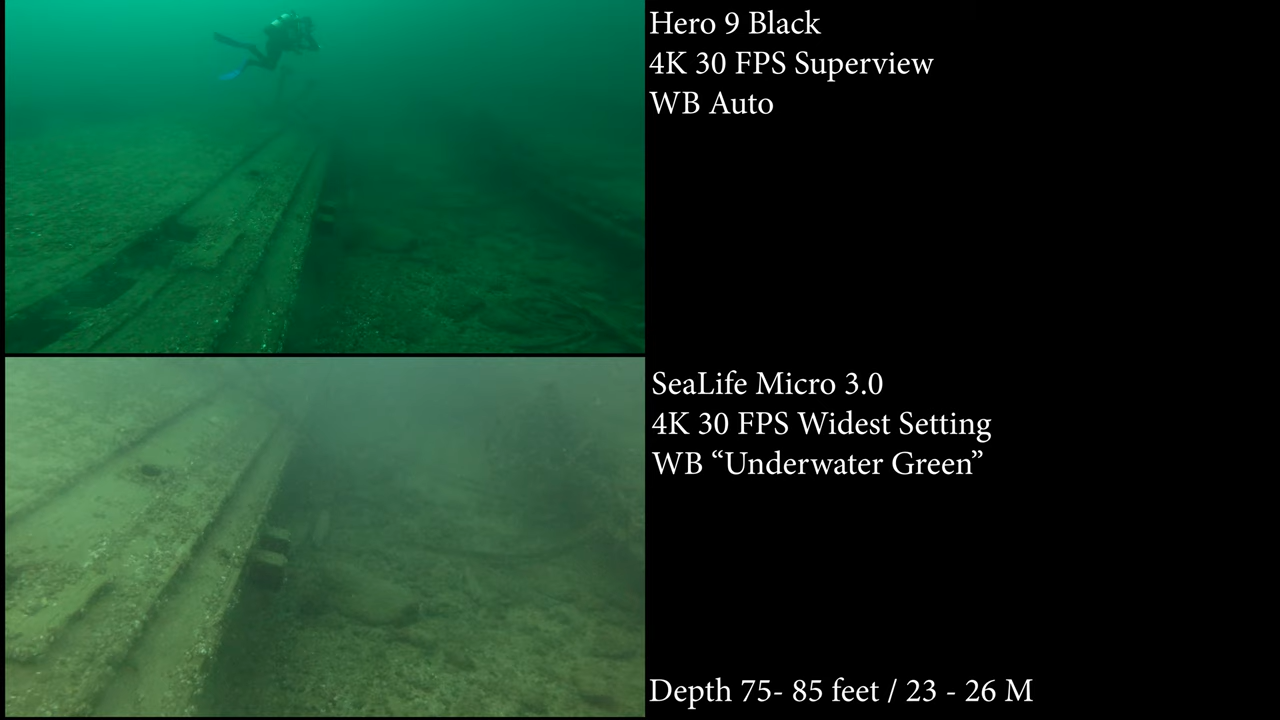 Hero 9 Black
4K 30 FPS Superview
WB Auto
SeaLife Micro 3.0
4K 30 FPS Widest Setting
WB “Underwater Green”
Depth 75- 85 feet / 23 - 26 M